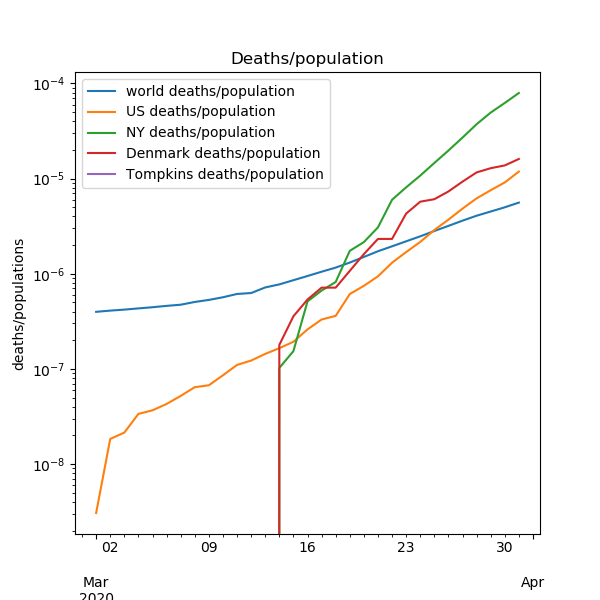 Deaths/population
world deaths/population
US deaths/population
NY deaths/population
Denmark deaths/population
Tompkins deaths/population
deaths/populations
10⁻⁴
10⁻⁵
10⁻⁶
10⁻⁷
10⁻⁸
02 09 16 23 30
Mar Apr
2020